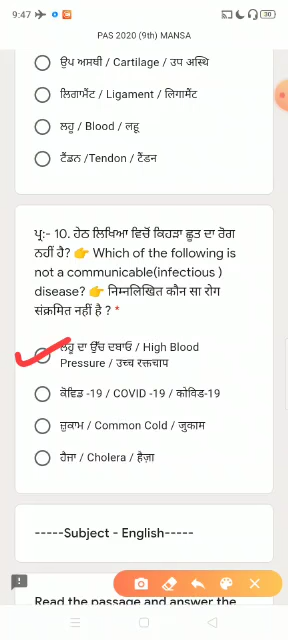 9:47
30
PAS 2020 (9th) MANSA
ਉਪ ਅਸਥੀ / Cartilage / उप अस्थि
ਲਿਗਾਮੈਂਟ / Ligament / लिगामैंट
ਲਹੂ / Blood / लहू
ਟੈਂਡਨ /Tendon / टैंडन
ਪ੍ਰ:- 10. ਹੇਠ ਲਿਖਿਆ ਵਿਚੋਂ ਕਿਹੜਾ ਛੂਤ ਦਾ ਰੋਗ
ਨਹੀਂ ਹੈ? 👉 Which of the following is
not a communicable(infectious )
disease? 👉 निम्नलिखित कौन सा रोग
संक्रमित नहीं है ? *
ਲਹੂ ਦਾ ਉੱਚ ਦਬਾਓ / High Blood
Pressure / उच्च रक्तचाप
ਕੋਵਿਡ -19 / COVID -19 / कोविड-19
ਜ਼ੁਕਾਮ / Common Cold / जुकाम
ਹੈਜਾ / Cholera / हैज़ा
-----Subject - English-----
Read the passage and answer the